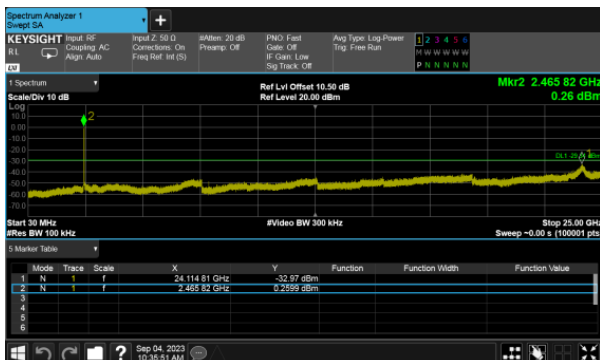 Spectrum Analyzer 1
Swept SA
+
KEYSIGHT Input: RF Input Z: 50 Ω #Atten: 20 dB PNO: Fast Avg Type: Log-Power 1 2 3 4 5 6
RL Coupling: AC Corrections: On Preamp: Off Gate: Off Trig: Free Run M W W W W W
Align: Auto Freq Ref: Int (S) IF Gain: Low
Sig Track: Off P N N N N N
LXI
1 Spectrum Mkr2 2.465 82 GHz
Scale/Div 10 dB Ref Lvl Offset 10.50 dB 0.26 dBm
Ref Level 20.00 dBm
Log
10.0
0.00
-10.0
-20.0
-30.0
-40.0
-50.0
-60.0
-70.0
2
1
Start 30 MHz #Video BW 300 kHz Stop 25.00 GHz
#Res BW 100 kHz Sweep ~0.00 s (100001 pts)
5 Marker Table
Mode Trace Scale X Y Function Function Width Function Value
1 N 1 f 24.114 81 GHz -32.97 dBm
2 N 1 f 2.465 82 GHz 0.2599 dBm
3
4
5
6
? Sep 04, 2023
10:35:51 AM